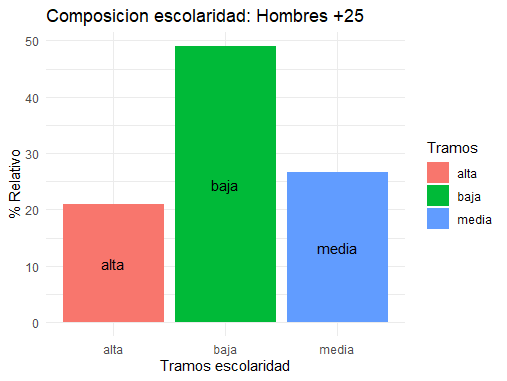 Composicion escolaridad: Hombres +25
% Relativo
50
40
30
20
10
0
baja
media
alta
alta
baja
media
Tramos escolaridad
Tramos
alta
baja
media